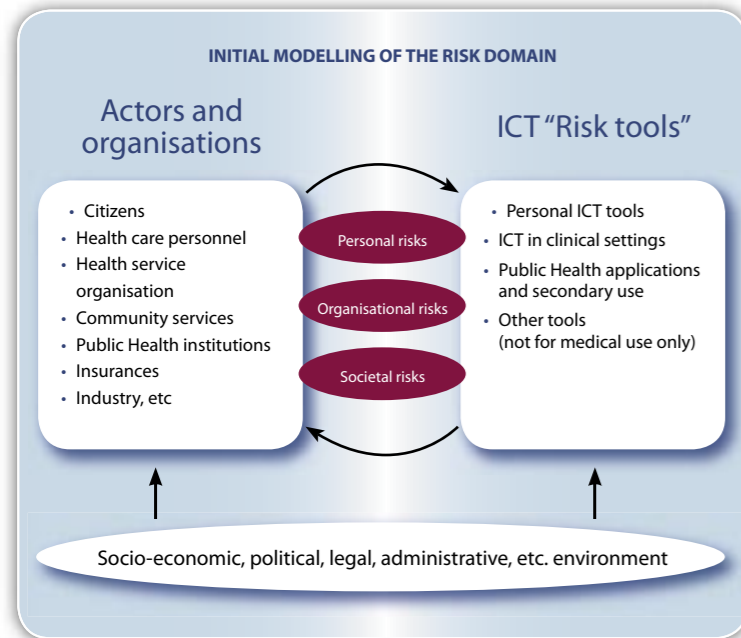 INITIAL MODELLING OF THE RISK DOMAIN
Actors and
organisations
• Citizens
• Health care personnel
• Health service
organisation
• Community services
• Public Health institutions
• Insurances
• Industry, etc
Personal risks
Organisational risks
Societal risks
ICT “Risk tools”
• Personal ICT tools
• ICT in clinical settings
• Public Health applications
and secondary use
• Other tools
(not for medical use only)
Socio-economic, political, legal, administrative, etc. environment